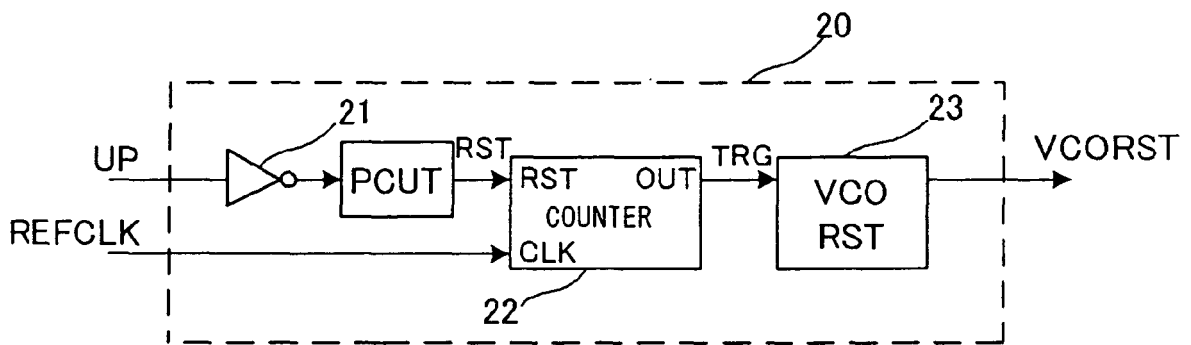 20
21
23
UP
PCUT
RST
RST
OUT
COUNTER
CLK
TRG
VCO
RST
VCORST
REFCLK
22